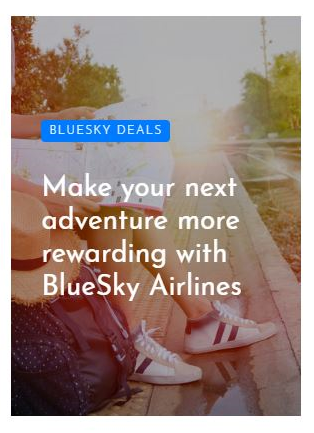 BLUESKY DEALS
Make your next
adventure more
rewarding with
BlueSky Airlines